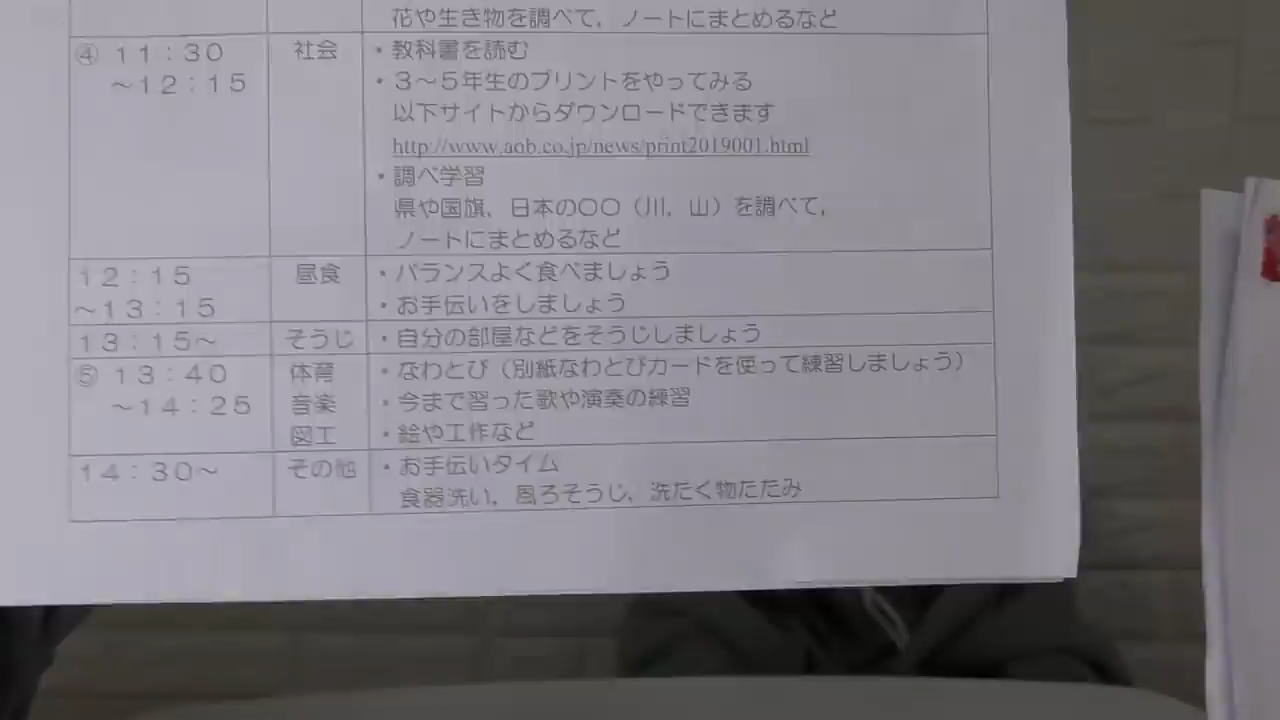 花や生き物を調べて，ノートにまとめるなど
④ 11：30
～12：15
社会
・教科書を読む
・3～5年生のプリントをやってみる
以下サイトからダウンロードできます
http://www.aob.co.jp/news/print2019001.html
・調べ学習
県や国旗，日本の〇〇（川，山）を調べて，
ノートにまとめるなど
12：15
～13：15
昼食
・バランスよく食べましょう
・お手伝いをしましょう
13：15～
そうじ
・自分の部屋などをそうじしましょう
⑤ 13：40
～14：25
体育
・なわとび（別紙なわとびカードを使って練習しましょう）
音楽
・今まで習った歌や演奏の練習
図工
・絵や工作など
14：30～
その他
・お手伝いタイム
食器洗い，風ろそうじ，洗たく物たたみ